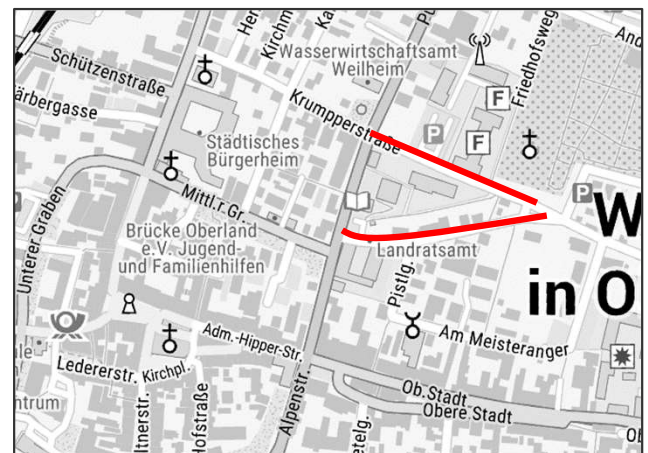 Schützenstraße
Wasserwirtschaftsamt
Weilheim
Krumpperstraße
Friedhofsweg
P
F
F
Städtisches
Bürgerheim
Mittl.r Gr.
Unterer Graben
Brücke Oberland
e.V. Jugend-
und Familienhilfen
Landratsamt
Pistlg.
P
W
in O
Am Meisteranger
Adm.-Hipper-Str.
Ledererstr.
Kirchpl.
Hofstraße
Alpenstr.
Ob.Stadt
Obere Stadt